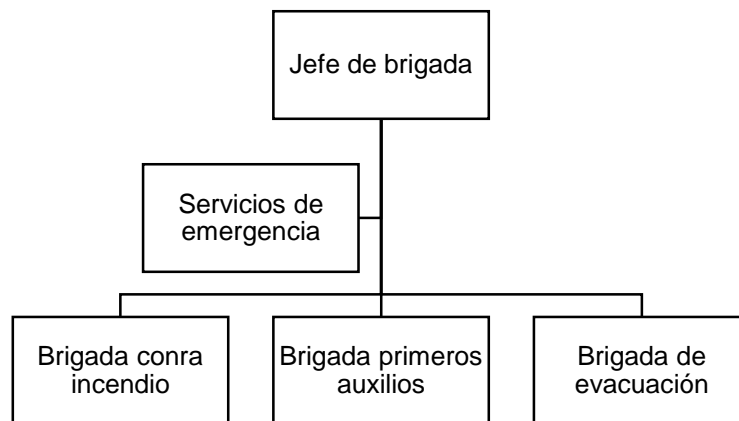 Jefe de brigada
Servicios de
emergencia
Brigada conra
incendio
Brigada primeros
auxilios
Brigada de
evacuación